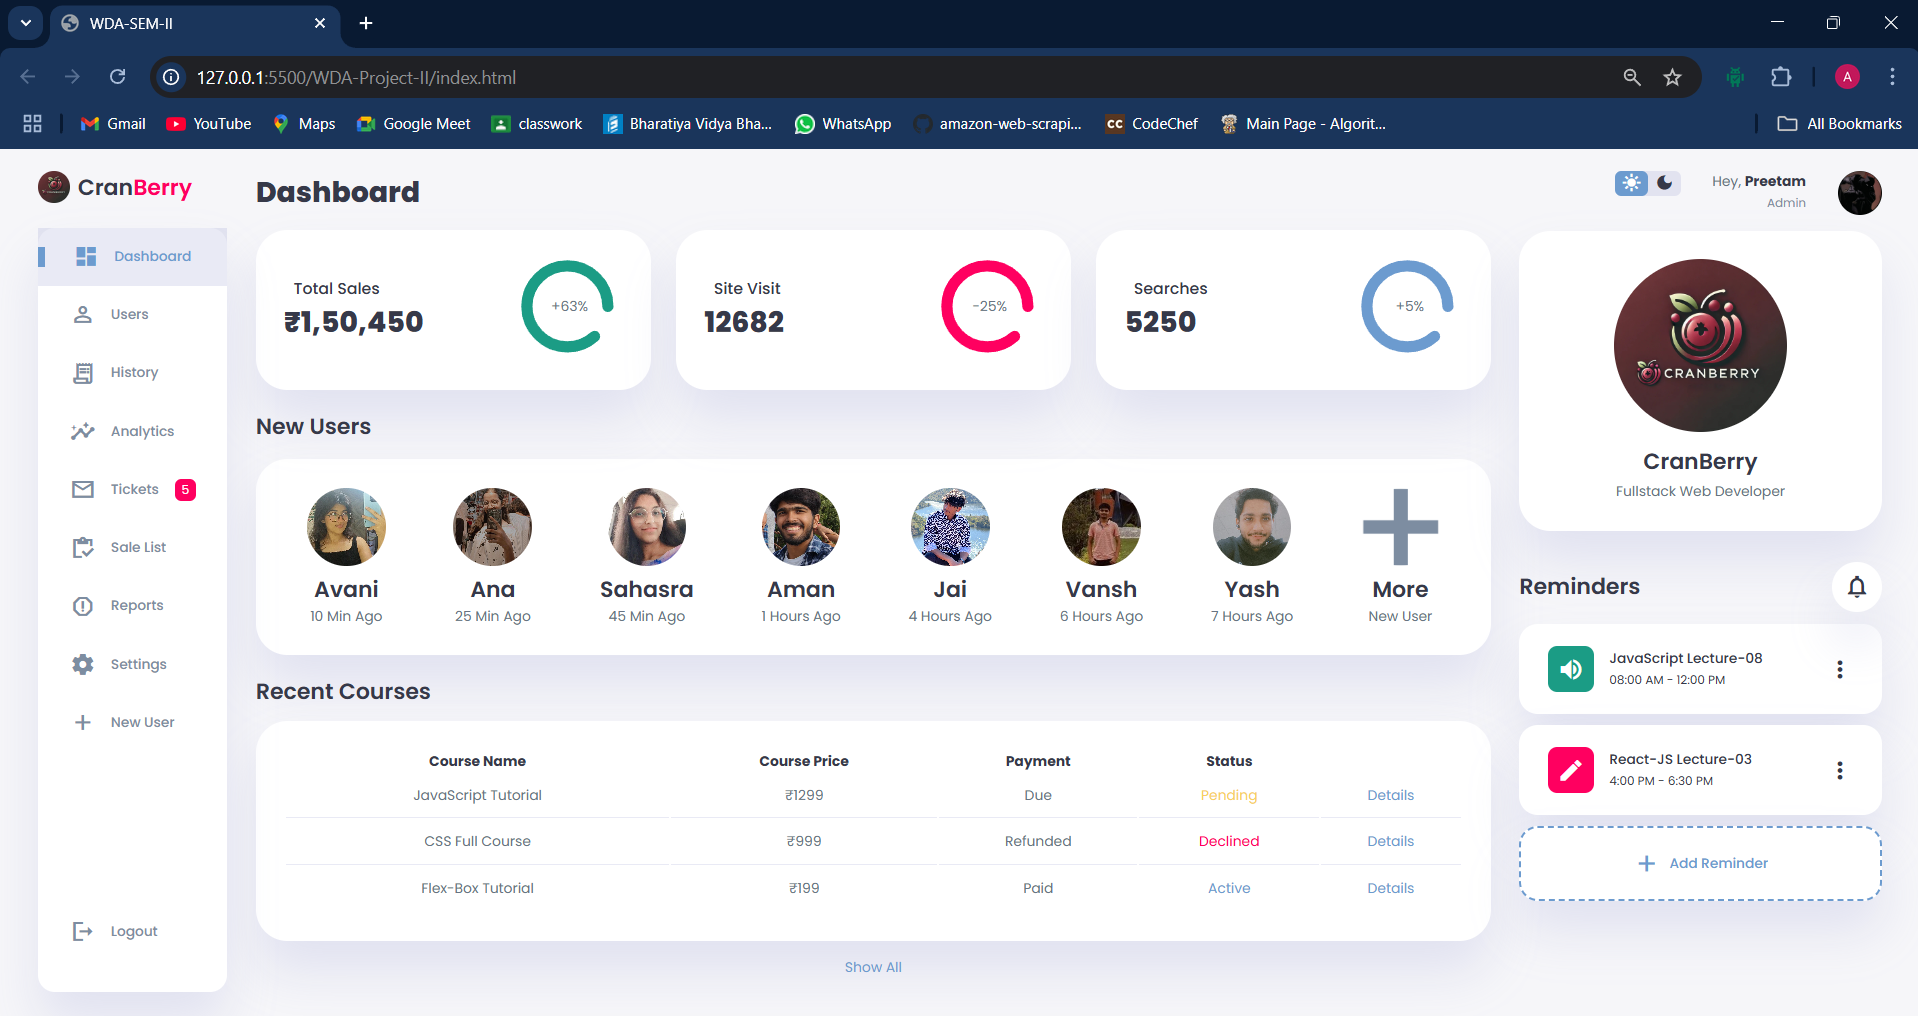 WDA-SEM-II
127.0.0.1:5500/WDA-Project-II/index.html
A
Gmail
YouTube
Maps
Google Meet
classwork
Bharatiya Vidya Bha...
WhatsApp
amazon-web-scrapi...
CC CodeChef
Main Page - Algorit...
All Bookmarks
CranBerry
Dashboard
Users
History
Analytics
Tickets 5
Sale List
Reports
Settings
New User
Logout
Dashboard
Total Sales
₹1,50,450
+63%
Site Visit
12682
-25%
Searches
5250
+5%
New Users
Avani
10 Min Ago
Ana
25 Min Ago
Sahasra
45 Min Ago
Aman
1 Hours Ago
Jai
4 Hours Ago
Vansh
6 Hours Ago
Yash
7 Hours Ago
More
New User
Recent Courses
Course Name Course Price Payment Status
JavaScript Tutorial ₹1299 Due Pending Details
CSS Full Course ₹999 Refunded Declined Details
Flex-Box Tutorial ₹199 Paid Active Details
Show All
Hey, Preetam
Admin
CRANBERRY
CranBerry
Fullstack Web Developer
Reminders
JavaScript Lecture-08
08:00 AM - 12:00 PM
React-JS Lecture-03
4:00 PM - 6:30 PM
Add Reminder